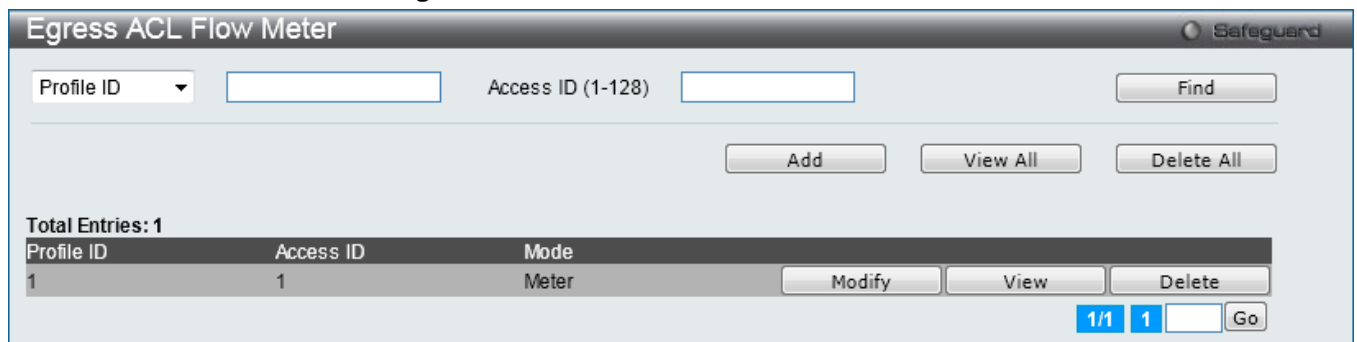 Egress ACL Flow Meter Safeguard
Profile ID Access ID (1-128) Find
Add View All Delete All
Total Entries: 1
Profile ID Access ID Mode
1 1 Meter Modify View Delete
1/1 1 Go